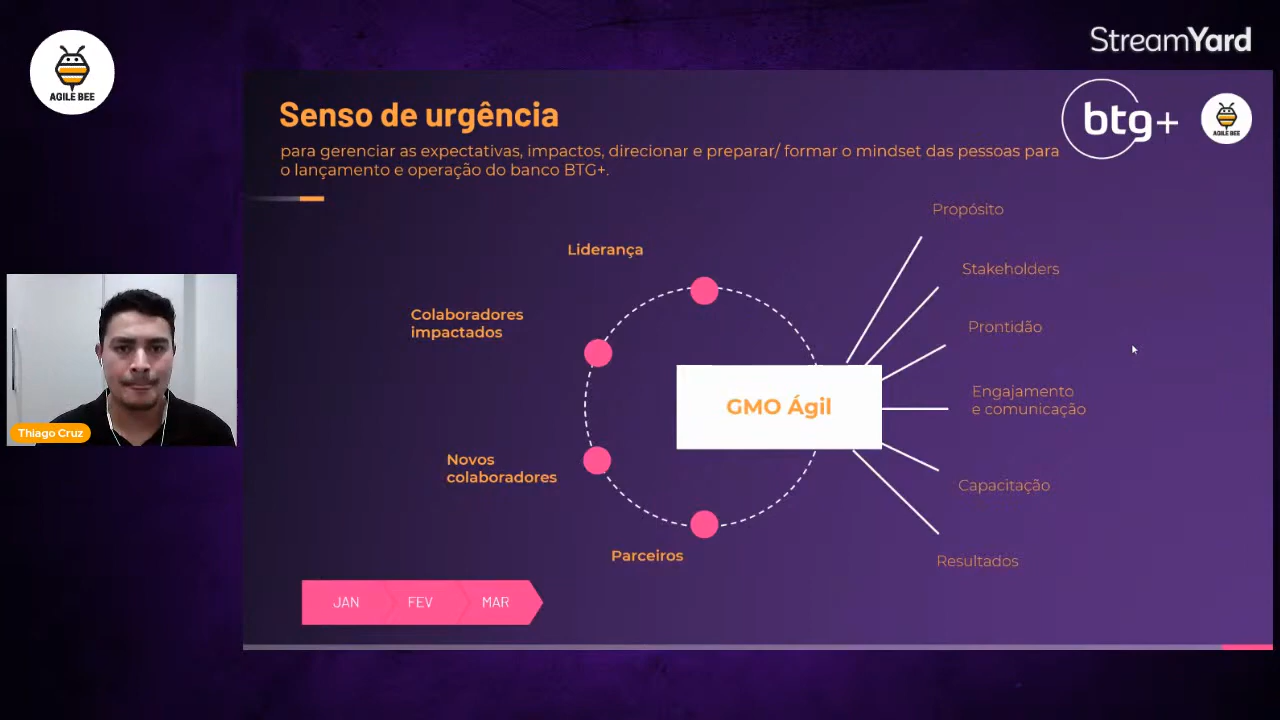 AGILE BEE
StreamYard
Senso de urgência
para gerenciar as expectativas, impactos, direcionar e preparar/ formar o mindset das pessoas para
o lançamento e operação do banco BTG+.
btg+
AGILE BEE
Propósito
Liderança
Stakeholders
Colaboradores
impactados
Prontidão
GMO Ágil
Engajamento
e comunicação
Novos
colaboradores
Capacitação
Parceiros
Resultados
JAN
FEV
MAR
Thiago Cruz